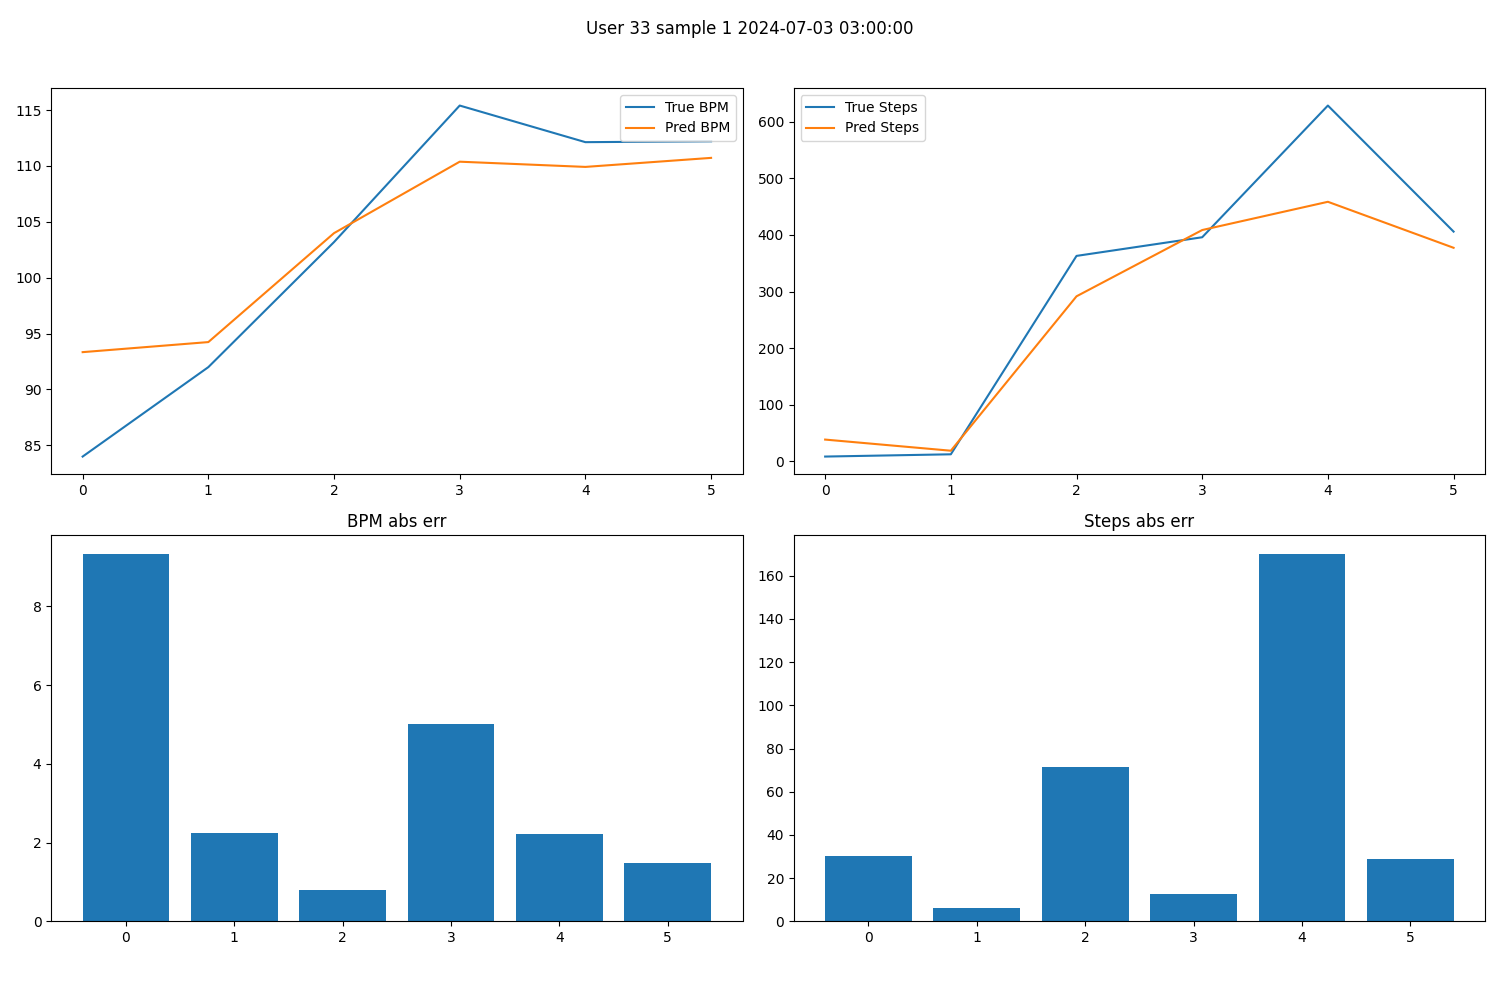 User 33 sample 1 2024-07-03 03:00:00
True BPM
Pred BPM
115
110
105
100
95
90
85
0 1 2 3 4 5
True Steps
Pred Steps
600
500
400
300
200
100
0
0 1 2 3 4 5
BPM abs err
8
6
4
2
0
0 1 2 3 4 5
Steps abs err
160
140
120
100
80
60
40
20
0
0 1 2 3 4 5